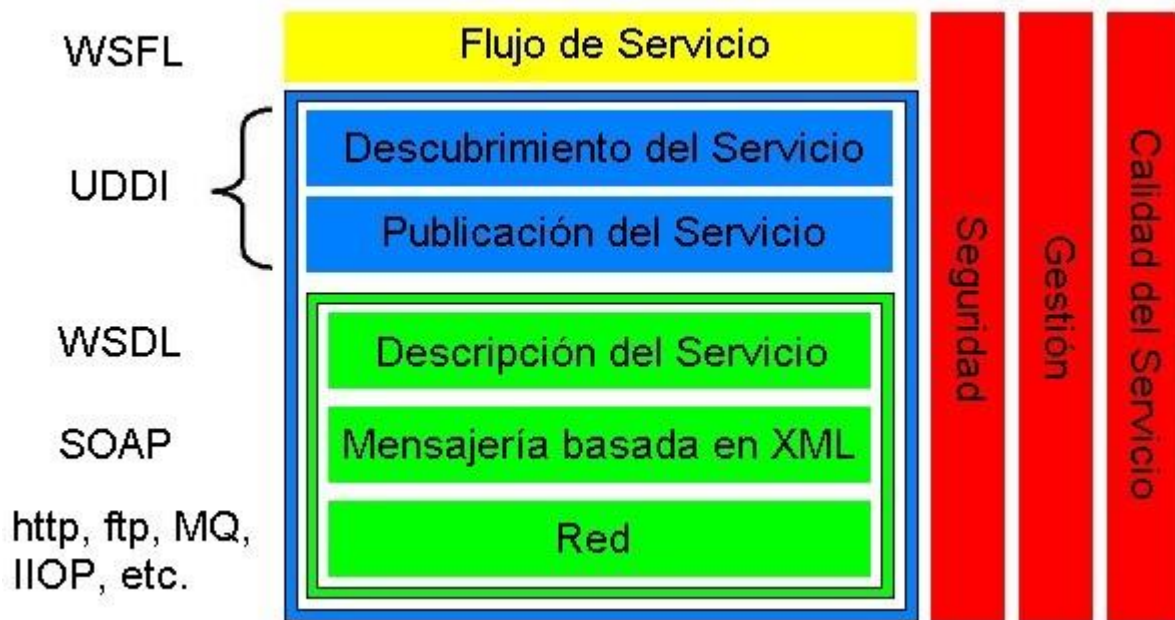 WSFL
Flujo de Servicio
UDDI
Descubrimiento del Servicio
Publicación del Servicio
WSDL
Descripción del Servicio
SOAP
Mensajería basada en XML
http, ftp, MQ,
IIOP, etc.
Red
Seguridad
Gestión
Calidad del Servicio